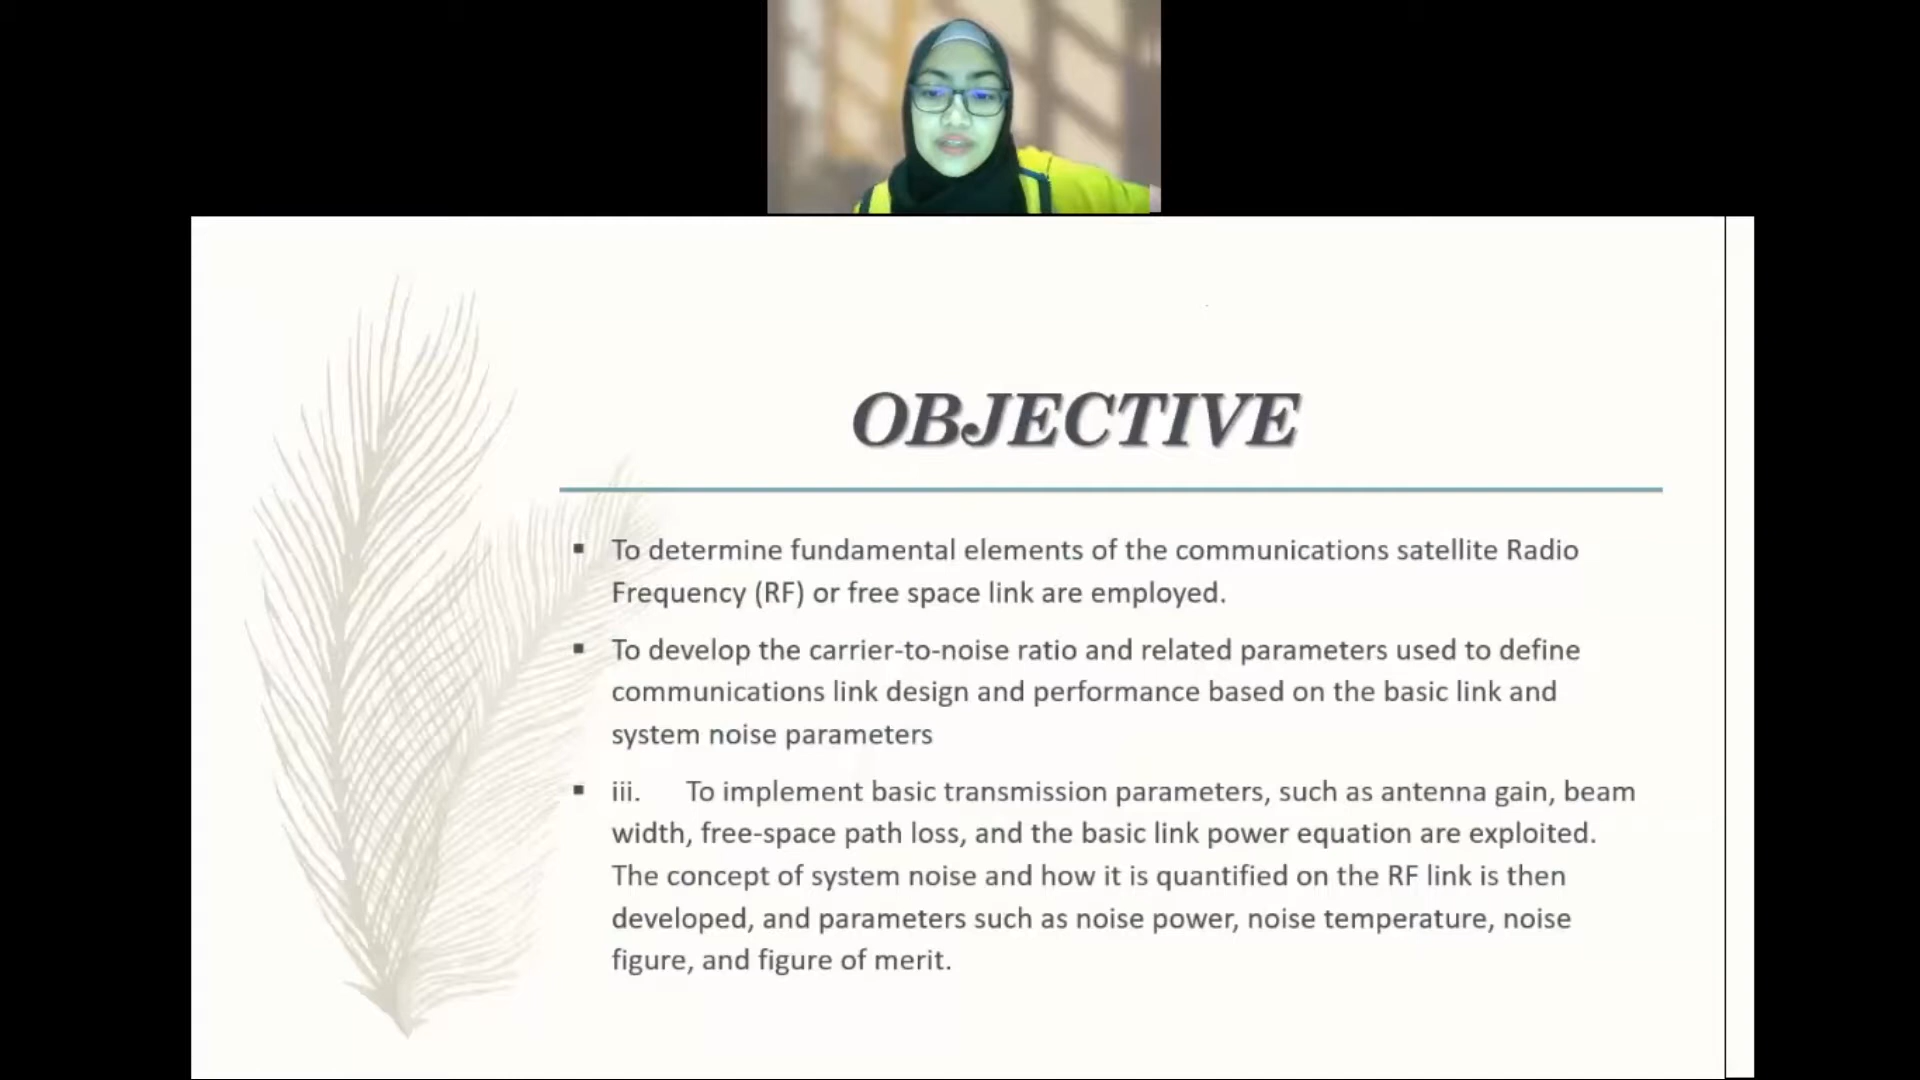 OBJECTIVE
▪ To determine fundamental elements of the communications satellite Radio
Frequency (RF) or free space link are employed.
▪ To develop the carrier-to-noise ratio and related parameters used to define
communications link design and performance based on the basic link and
system noise parameters
▪ iii. To implement basic transmission parameters, such as antenna gain, beam
width, free-space path loss, and the basic link power equation are exploited.
The concept of system noise and how it is quantified on the RF link is then
developed, and parameters such as noise power, noise temperature, noise
figure, and figure of merit.